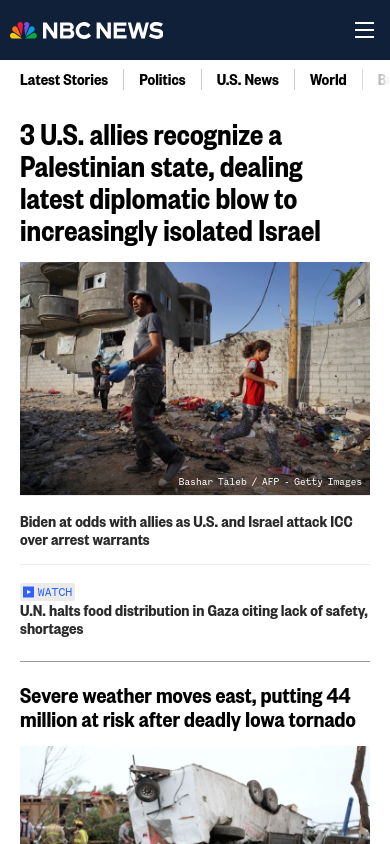 NBC NEWS
Latest Stories
Politics
U.S. News
World
3 U.S. allies recognize a
Palestinian state, dealing
latest diplomatic blow to
increasingly isolated Israel
Bashar Taleb / AFP - Getty Images
Biden at odds with allies as U.S. and Israel attack ICC
over arrest warrants
WATCH
U.N. halts food distribution in Gaza citing lack of safety,
shortages
Severe weather moves east, putting 44
million at risk after deadly Iowa tornado